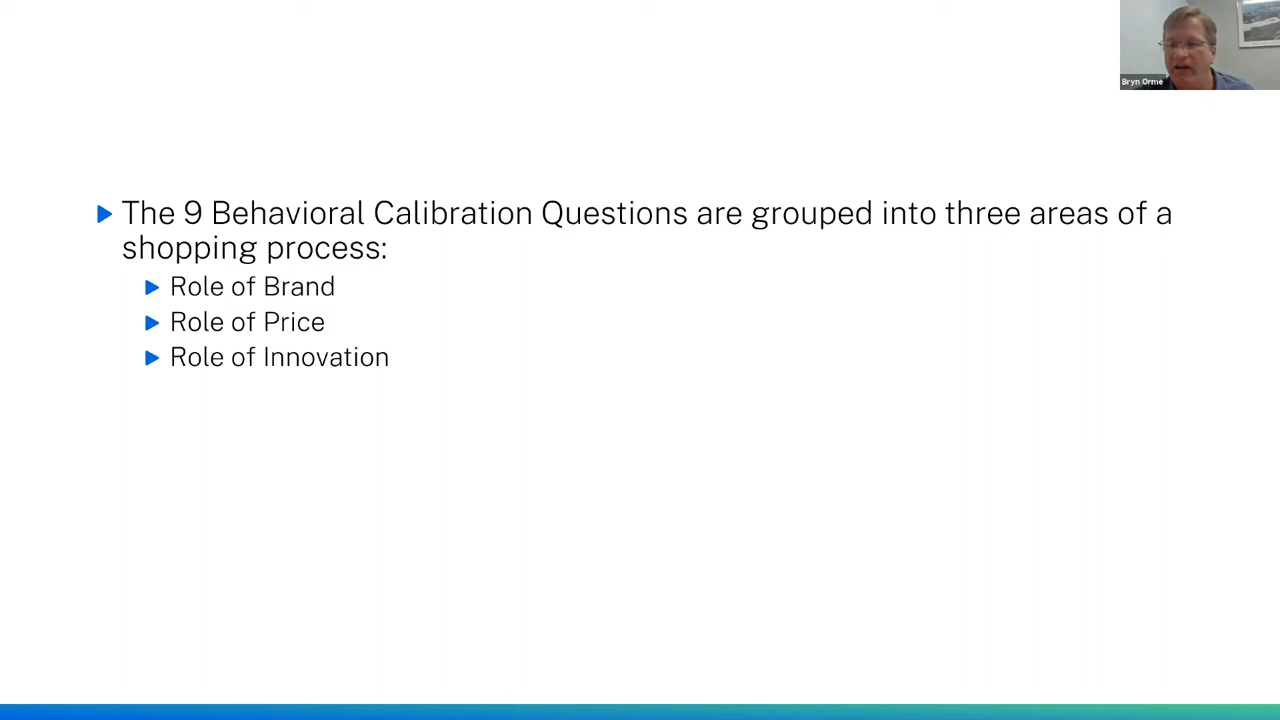 Bryn Orme
The 9 Behavioral Calibration Questions are grouped into three areas of a
shopping process:
Role of Brand
Role of Price
Role of Innovation